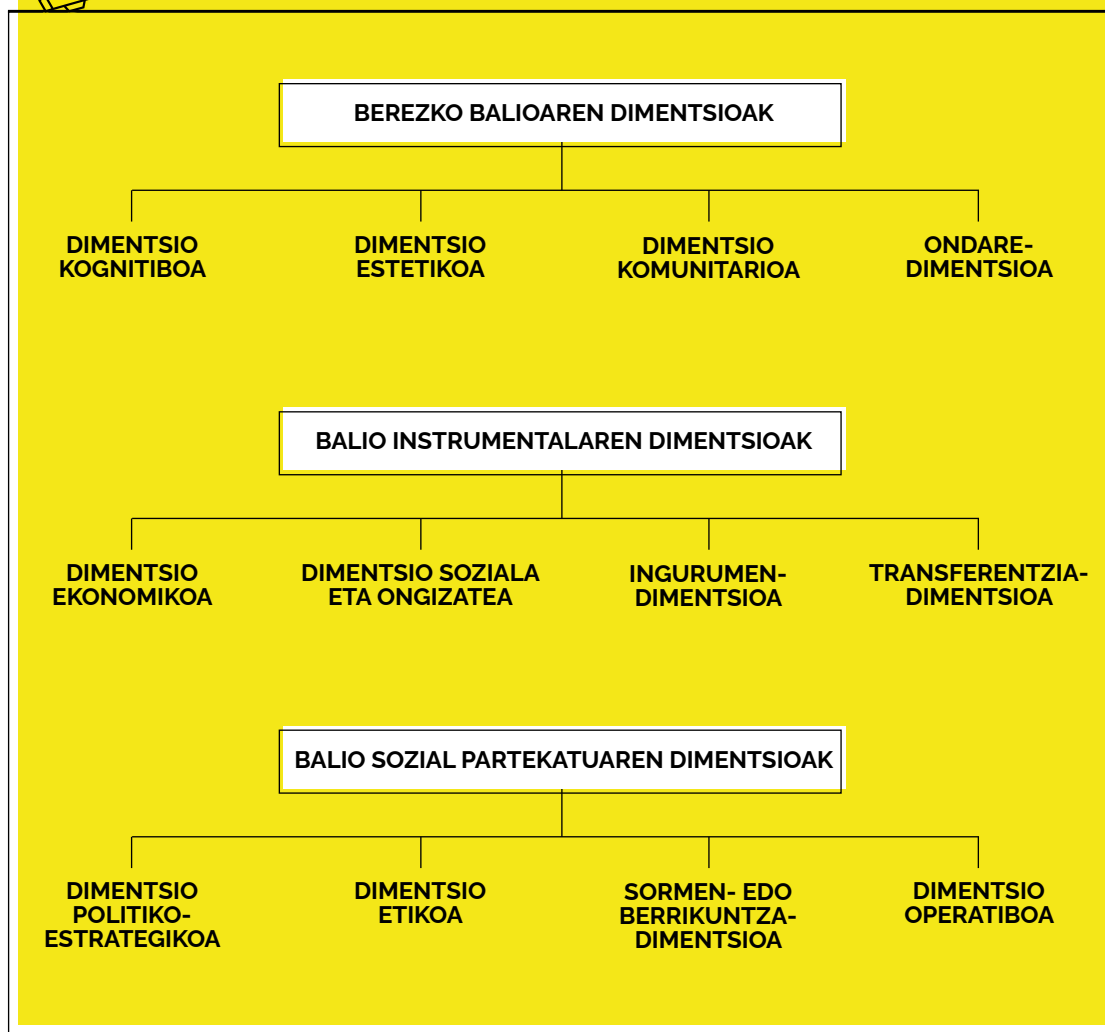 BEREZKO BALIOAREN DIMENTSIOAK
DIMENTSIO
KOGNITIBOA
DIMENTSIO
ESTETIKOA
DIMENTSIO
KOMUNITARIOA
ONDARE-
DIMENTSIOA
BALIO INSTRUMENTALAREN DIMENTSIOAK
DIMENTSIO
EKONOMIKOA
DIMENTSIO SOZIALA
ETA ONGIZATEA
INGURUMEN-
DIMENTSIOA
TRANSFERENTZIA-
DIMENTSIOA
BALIO SOZIAL PARTEKATUAREN DIMENTSIOAK
DIMENTSIO
POLITIKO-
ESTRATEGIKOA
DIMENTSIO
ETIKOA
SORMEN- EDO
BERRIKUNTZA-
DIMENTSIOA
DIMENTSIO
OPERATIBOA